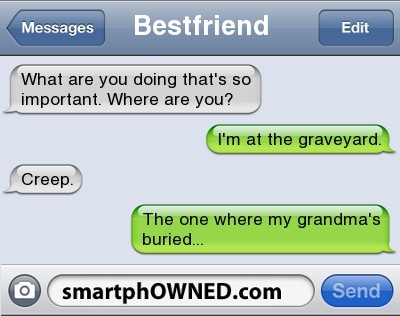 Messages
Bestfriend
Edit
What are you doing that's so
important. Where are you?
I'm at the graveyard.
Creep.
The one where my grandma's
buried...
smartphOWNED.com
Send